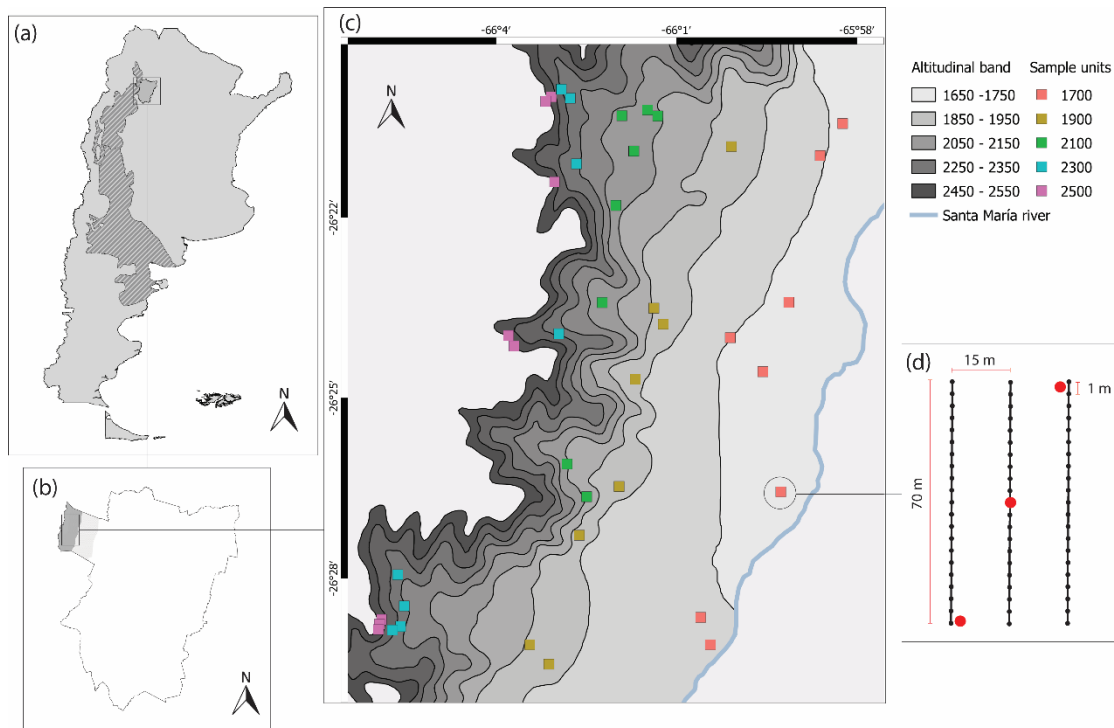 (a)
N
(b)
N
(c)
-66°4'
-66°1'
-65°58'
N
-26°22'
-26°25'
-26°28'
Altitudinal band Sample units
1650 -1750 1700
1850 - 1950 1900
2050 - 2150 2100
2250 - 2350 2300
2450 - 2550 2500
Santa María river
(d)
15 m
1 m
70 m